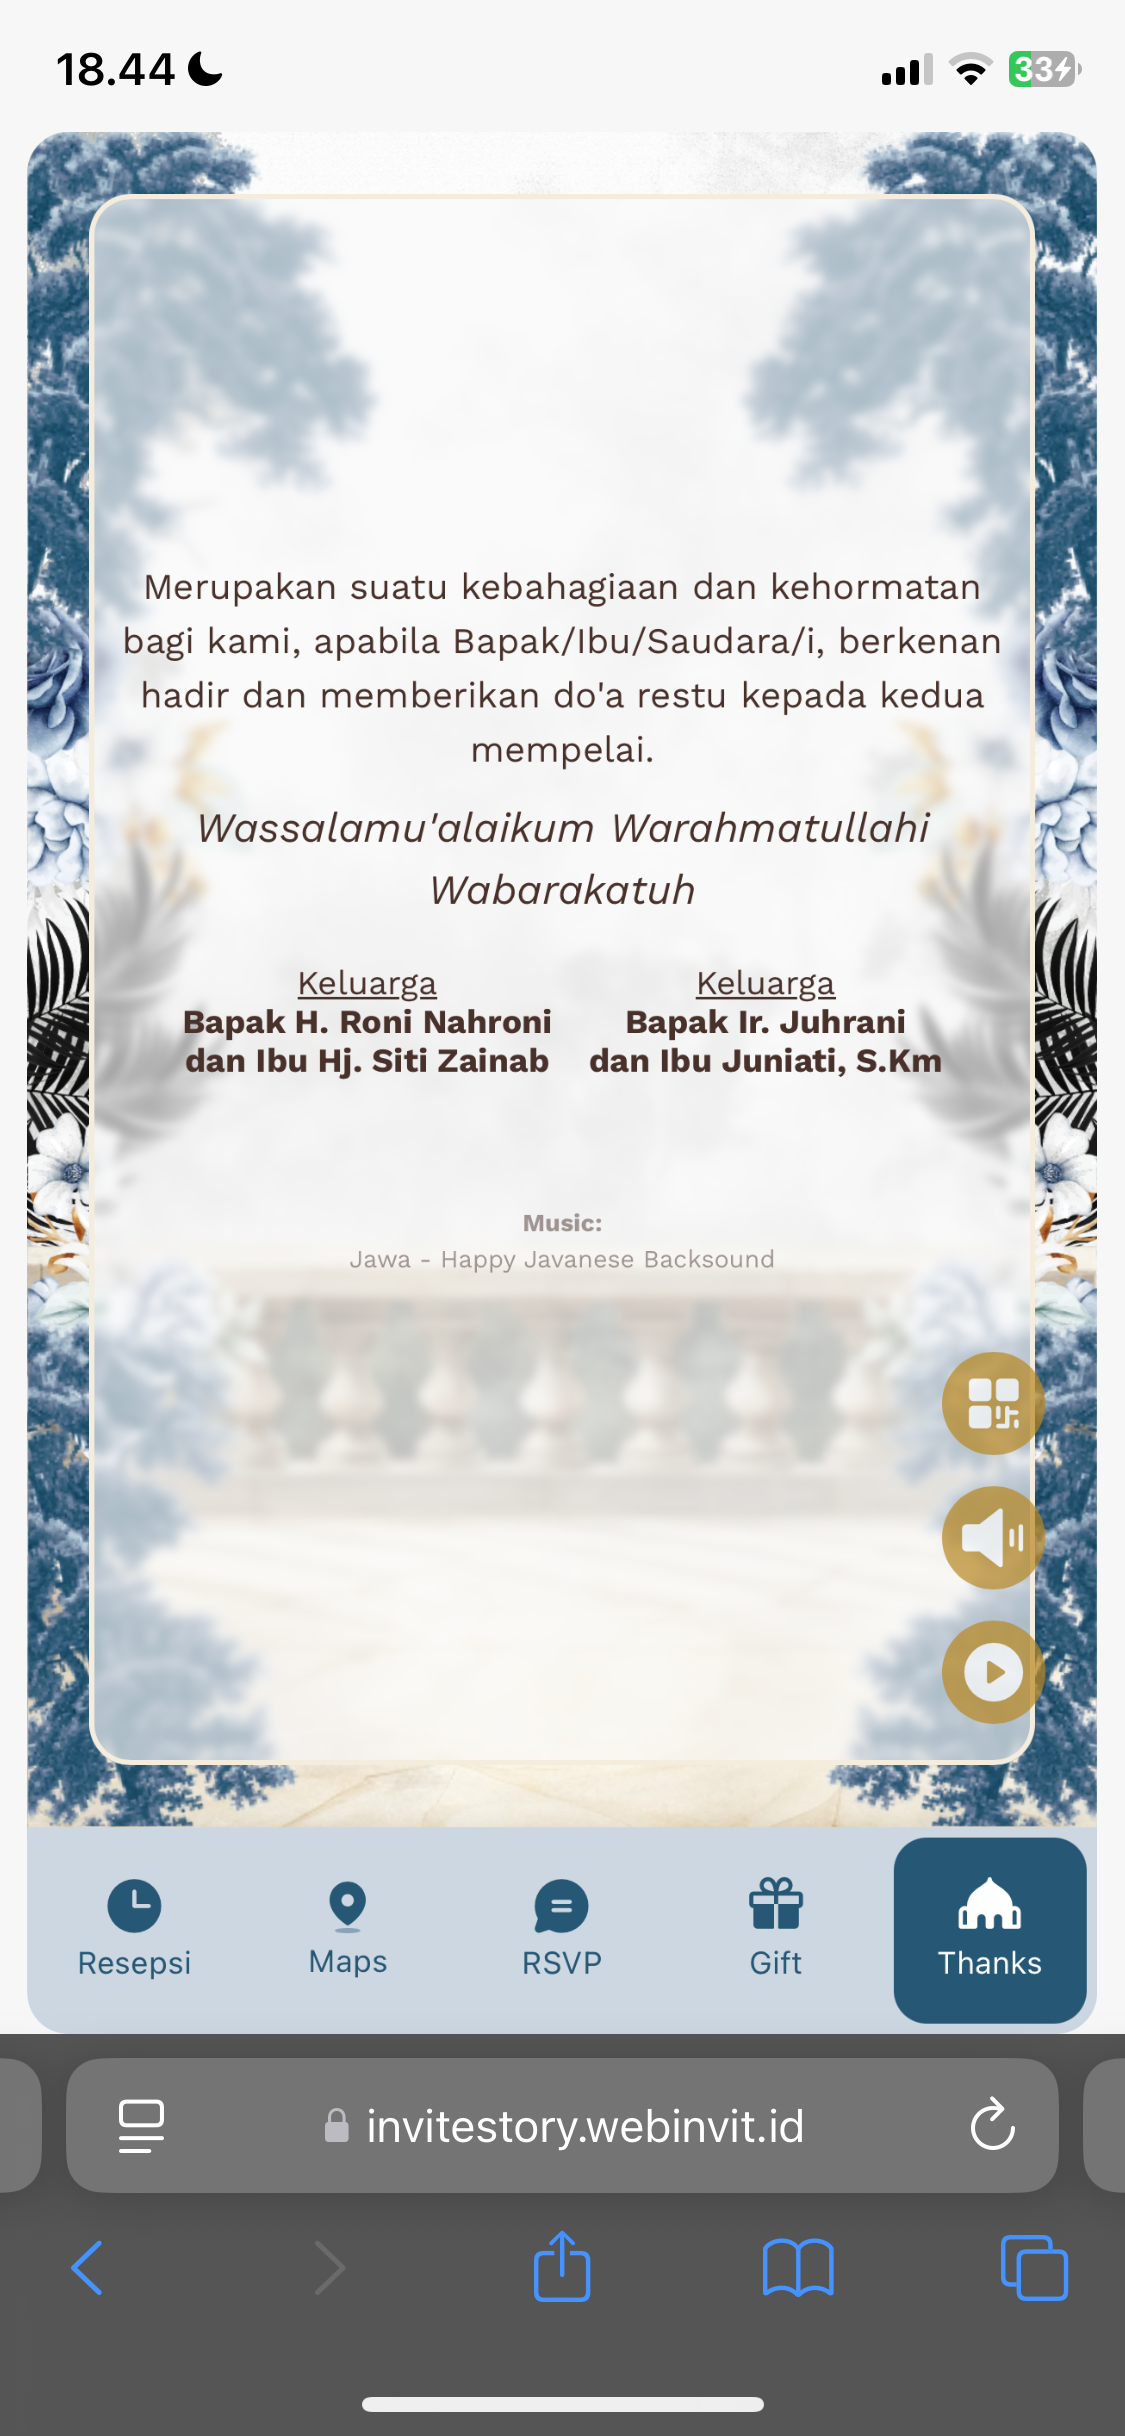 18.44
33
Merupakan suatu kebahagiaan dan kehormatan
bagi kami, apabila Bapak/Ibu/Saudara/i, berkenan
hadir dan memberikan do'a restu kepada kedua
mempelai.
Wassalamu'alaikum Warahmatullahi
Wabarakatuh
Keluarga
Bapak H. Roni Nahroni
dan Ibu Hj. Siti Zainab
Keluarga
Bapak Ir. Juhrani
dan Ibu Juniati, S.Km
Music:
Jawa - Happy Javanese Backsound
Resepsi
Maps
RSVP
Gift
Thanks
invitestory.webinvit.id